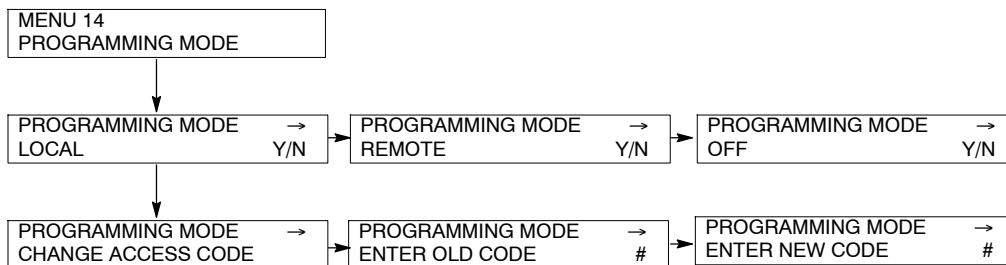 MENU 14
PROGRAMMING MODE
PROGRAMMING MODE →
LOCAL Y/N
PROGRAMMING MODE →
REMOTE Y/N
PROGRAMMING MODE →
OFF Y/N
PROGRAMMING MODE →
CHANGE ACCESS CODE
PROGRAMMING MODE →
ENTER OLD CODE #
PROGRAMMING MODE →
ENTER NEW CODE #